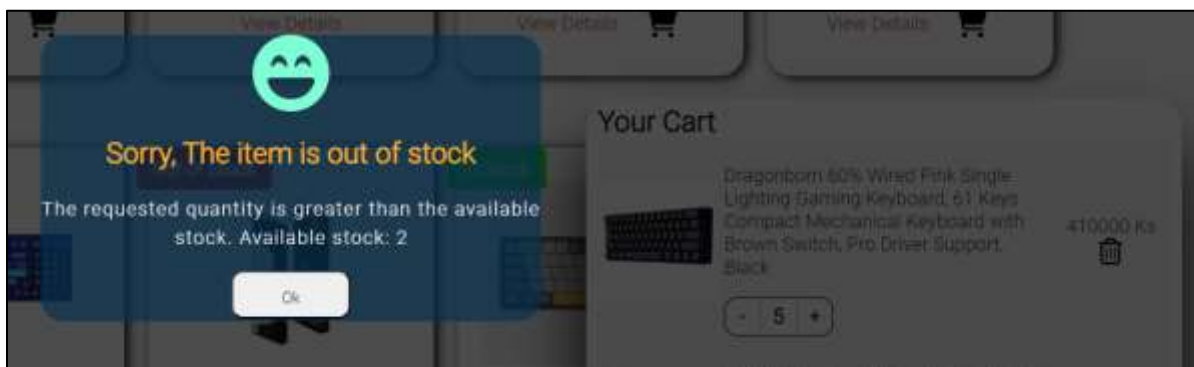 View Details
View Details
View Details
Sorry, The item is out of stock
The requested quantity is greater than the available
stock. Available stock: 2
Ok
Your Cart
Dragonborn 60% Wired Pink Single
Lighting Gaming Keyboard, 61 Keys
Compact Mechanical Keyboard with
Brown Switch, Pro Driver Support,
Black
410000 Ks
- 5 +